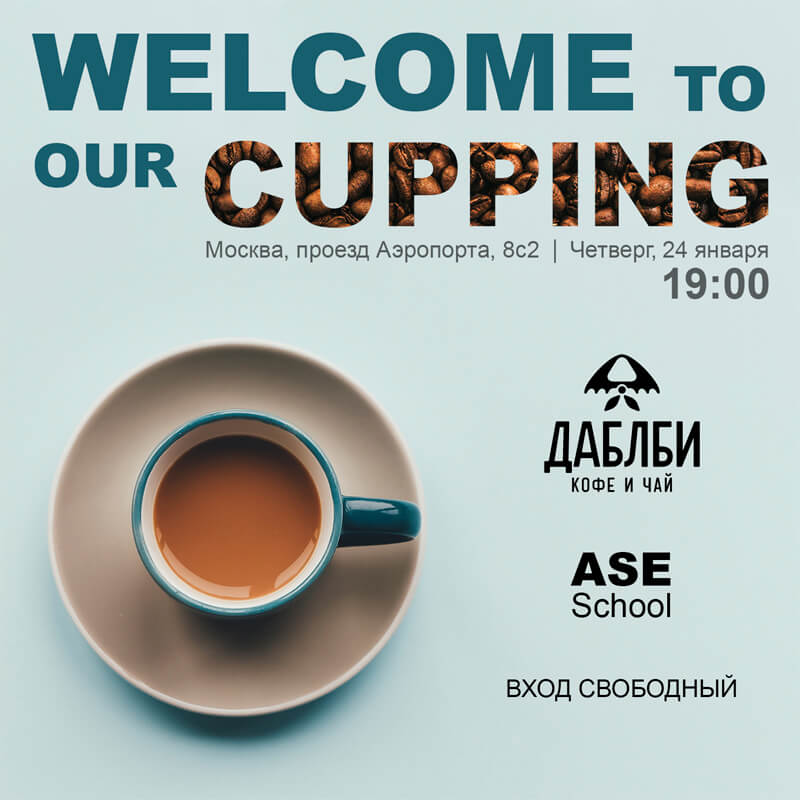 WELCOME TO
OUR CUPPING
Москва, проезд Аэропорта, 8с2 | Четверг, 24 января
19:00
ДАБЛБИ
КОФЕ И ЧАЙ
ASE
School
ВХОД СВОБОДНЫЙ